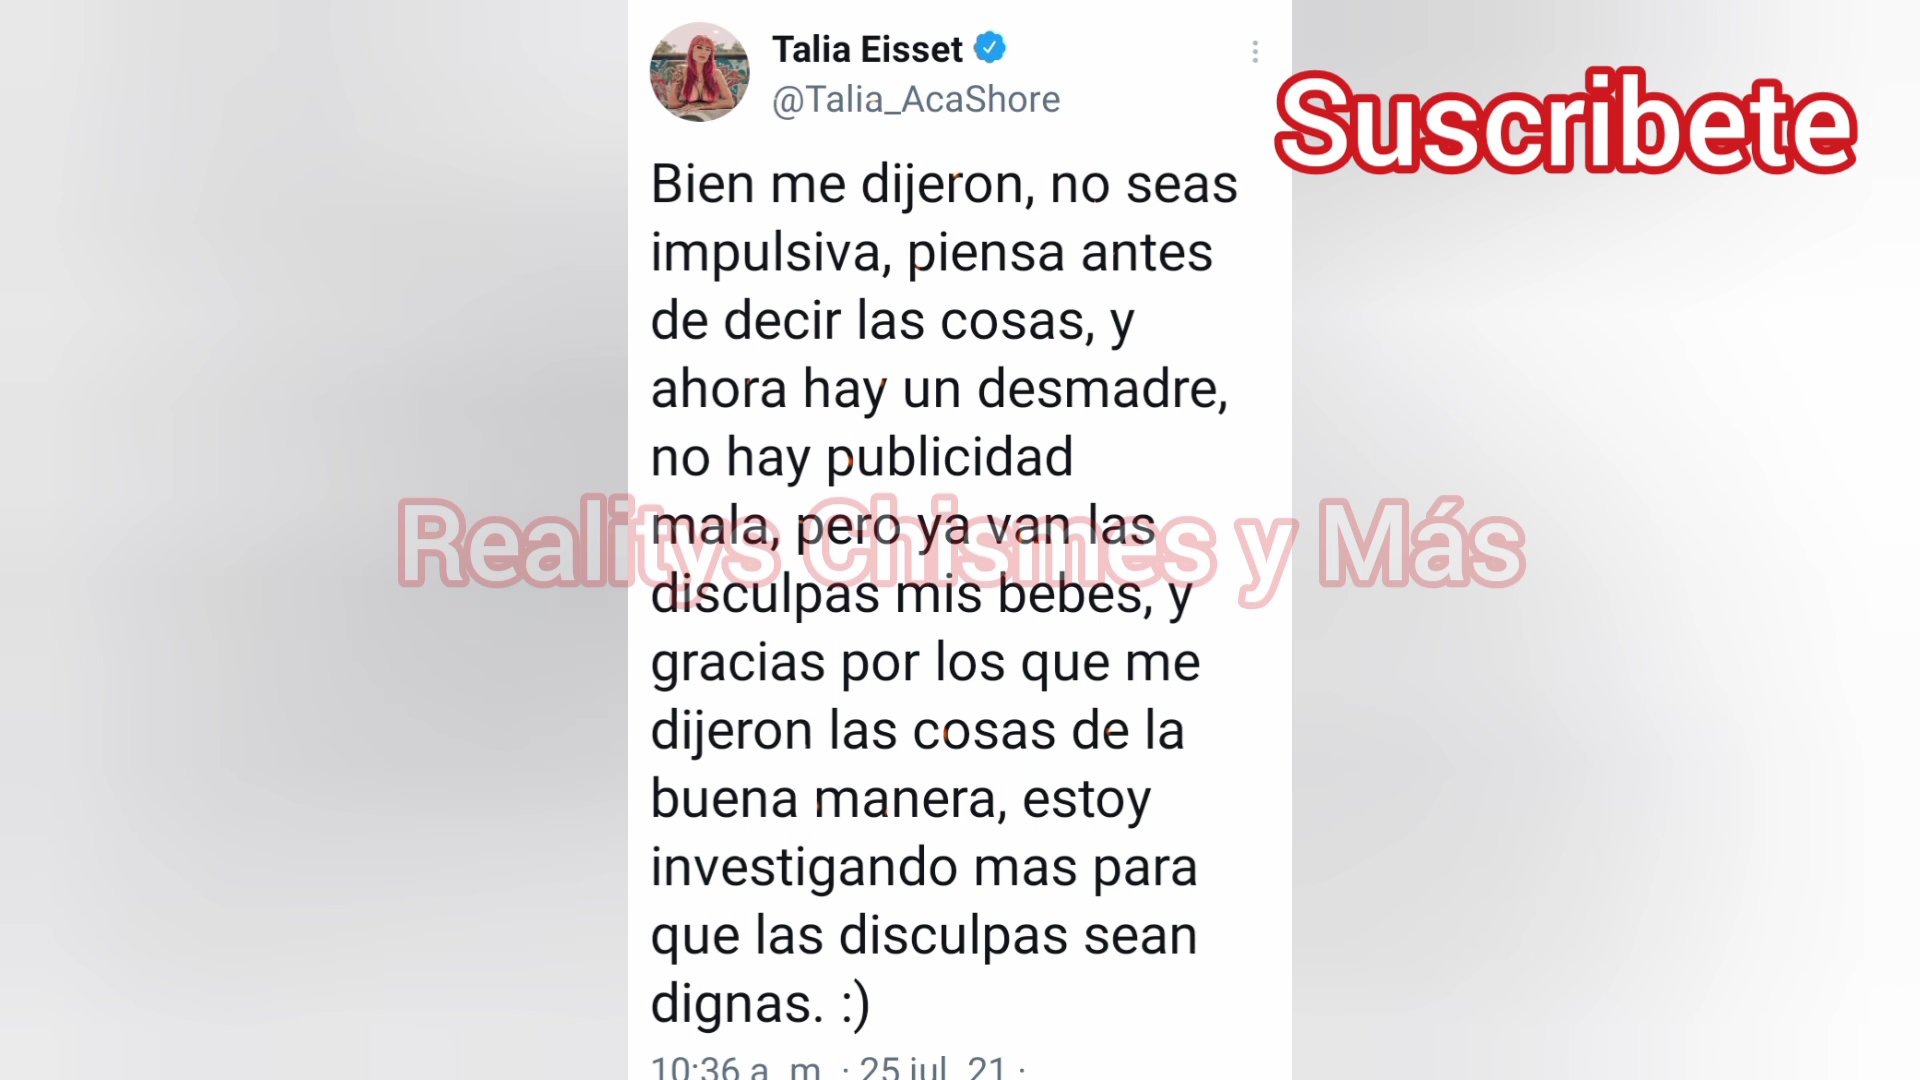 Talia Eisset
@Talia_AcaShore
Suscribete
Bien me dijeron, no seas
impulsiva, piensa antes
de decir las cosas, y
ahora hay un desmadre,
no hay publicidad
mala, pero ya van las
Realitys Chismes y Más
disculpas mis bebes, y
gracias por los que me
dijeron las cosas de la
buena manera, estoy
investigando mas para
que las disculpas sean
dignas. :)
10:36 a. m. · 25 jul. 21 ·